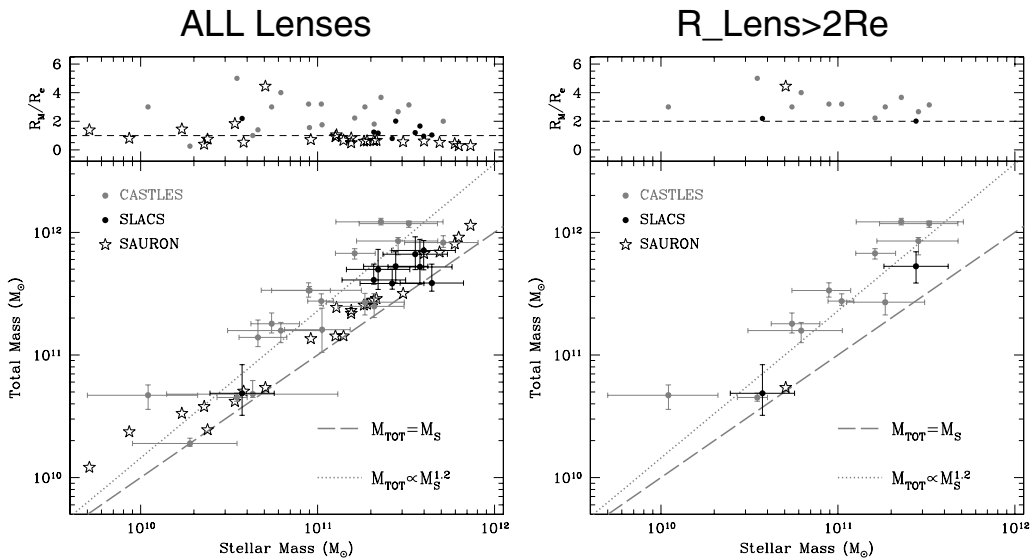 ALL Lenses
R_Lens>2Re
6
4
2
0
R_M/R_e
6
4
2
0
CASTLES
SLACS
SAURON
10^12
10^11
10^10
Total Mass (M_⊙)
M_TOT=M_S
M_TOT∝M_S^1.2
10^10
10^11
10^12
Stellar Mass (M_⊙)
CASTLES
SLACS
SAURON
10^12
10^11
10^10
Total Mass (M_⊙)
M_TOT=M_S
M_TOT∝M_S^1.2
10^10
10^11
10^12
Stellar Mass (M_⊙)
R_M/R_e